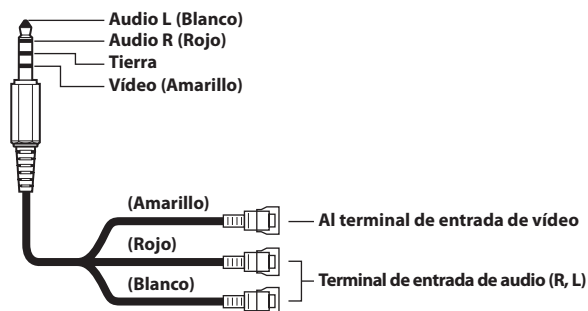 Audio L (Blanco)
Audio R (Rojo)
Tierra
Vídeo (Amarillo)
(Amarillo)
Al terminal de entrada de vídeo
(Rojo)
Terminal de entrada de audio (R, L)
(Blanco)